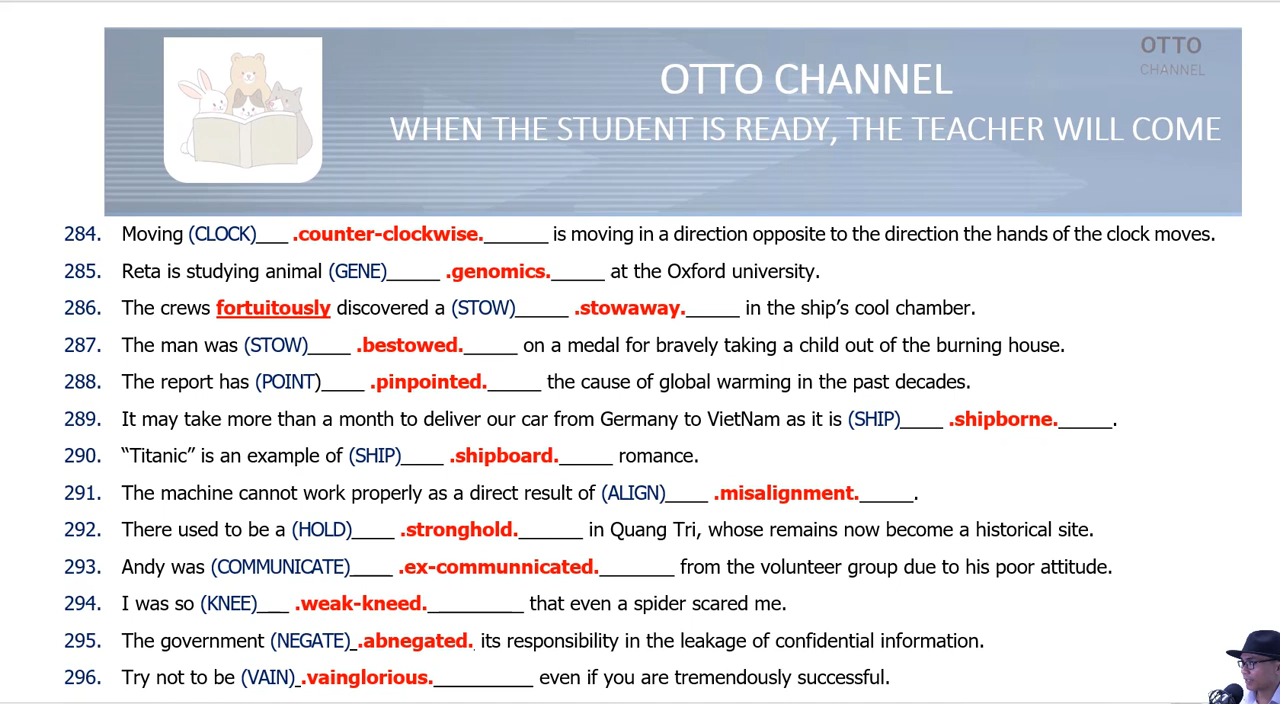 OTTO
CHANNEL
OTTO CHANNEL
WHEN THE STUDENT IS READY, THE TEACHER WILL COME
284. Moving (CLOCK)___ .counter-clockwise.______ is moving in a direction opposite to the direction the hands of the clock moves.
285. Reta is studying animal (GENE)_____ .genomics._____ at the Oxford university.
286. The crews fortuitously discovered a (STOW)_____ .stowaway._____ in the ship’s cool chamber.
287. The man was (STOW)____ .bestowed._____ on a medal for bravely taking a child out of the burning house.
288. The report has (POINT)____ .pinpointed._____ the cause of global warming in the past decades.
289. It may take more than a month to deliver our car from Germany to VietNam as it is (SHIP)____ .shipborne._____.
290. “Titanic” is an example of (SHIP)____ .shipboard._____ romance.
291. The machine cannot work properly as a direct result of (ALIGN)____ .misalignment._____.
292. There used to be a (HOLD)____ .stronghold.______ in Quang Tri, whose remains now become a historical site.
293. Andy was (COMMUNICATE)____ .ex-communnicated._______ from the volunteer group due to his poor attitude.
294. I was so (KNEE)___ .weak-kneed._________ that even a spider scared me.
295. The government (NEGATE)_.abnegated. its responsibility in the leakage of confidential information.
296. Try not to be (VAIN)_.vainglorious.__________ even if you are tremendously successful.